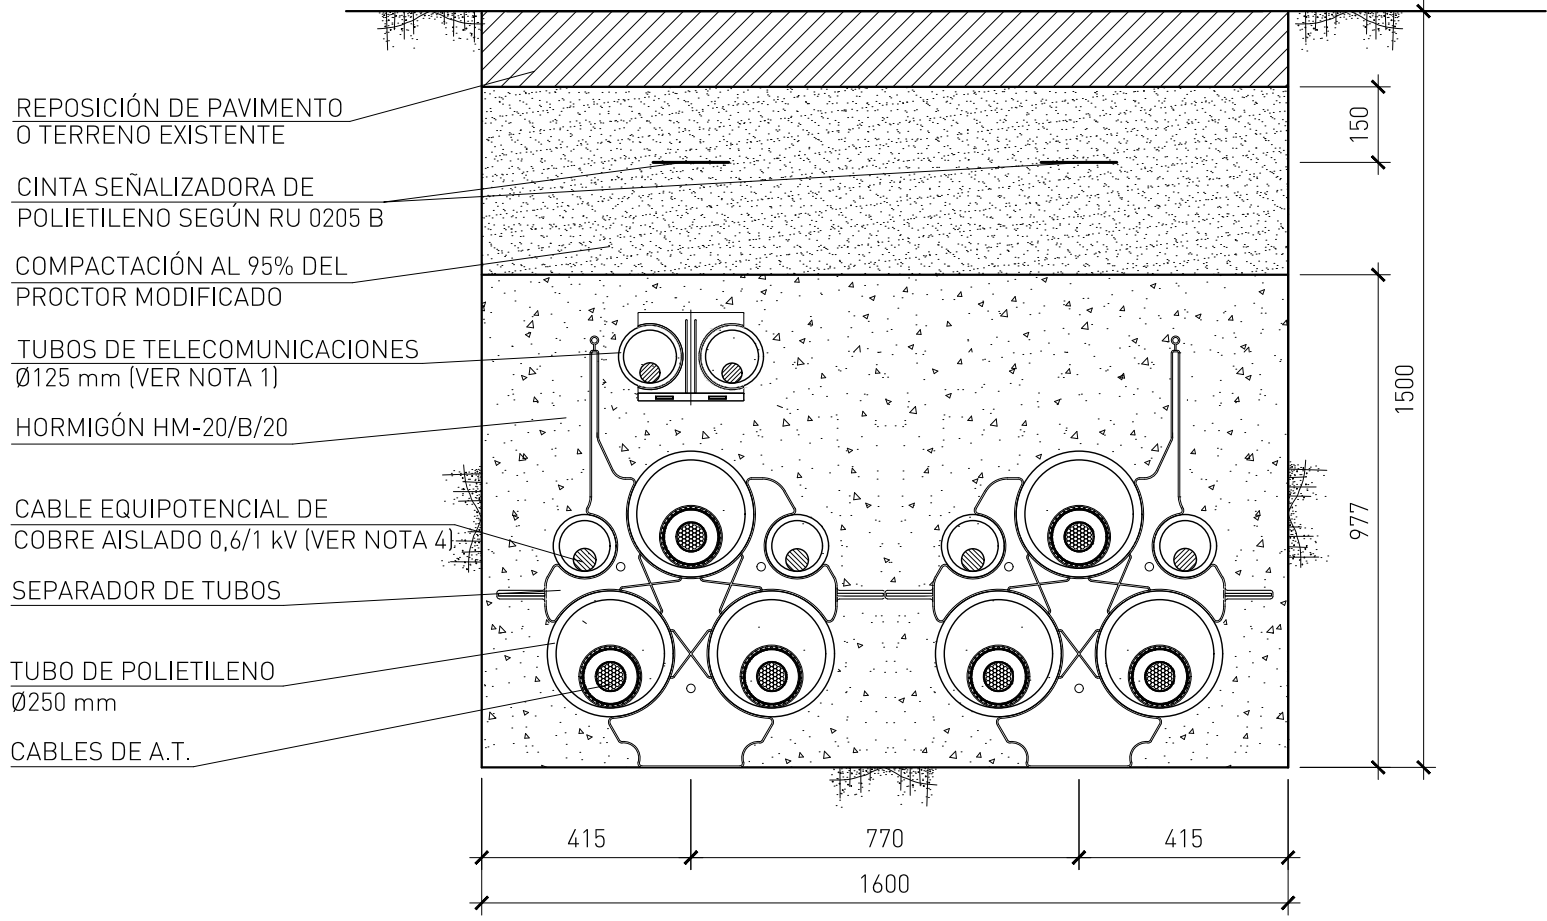 REPOSICIÓN DE PAVIMENTO
O TERRENO EXISTENTE
CINTA SEÑALIZADORA DE
POLIETILENO SEGÚN RU 0205 B
COMPACTACIÓN AL 95% DEL
PROCTOR MODIFICADO
TUBOS DE TELECOMUNICACIONES
Ø125 mm (VER NOTA 1)
HORMIGÓN HM-20/B/20
CABLE EQUIPOTENCIAL DE
COBRE AISLADO 0,6/1 kV (VER NOTA 4)
SEPARADOR DE TUBOS
TUBO DE POLIETILENO
Ø250 mm
CABLES DE A.T.
150
1500
977
415
770
415
1600